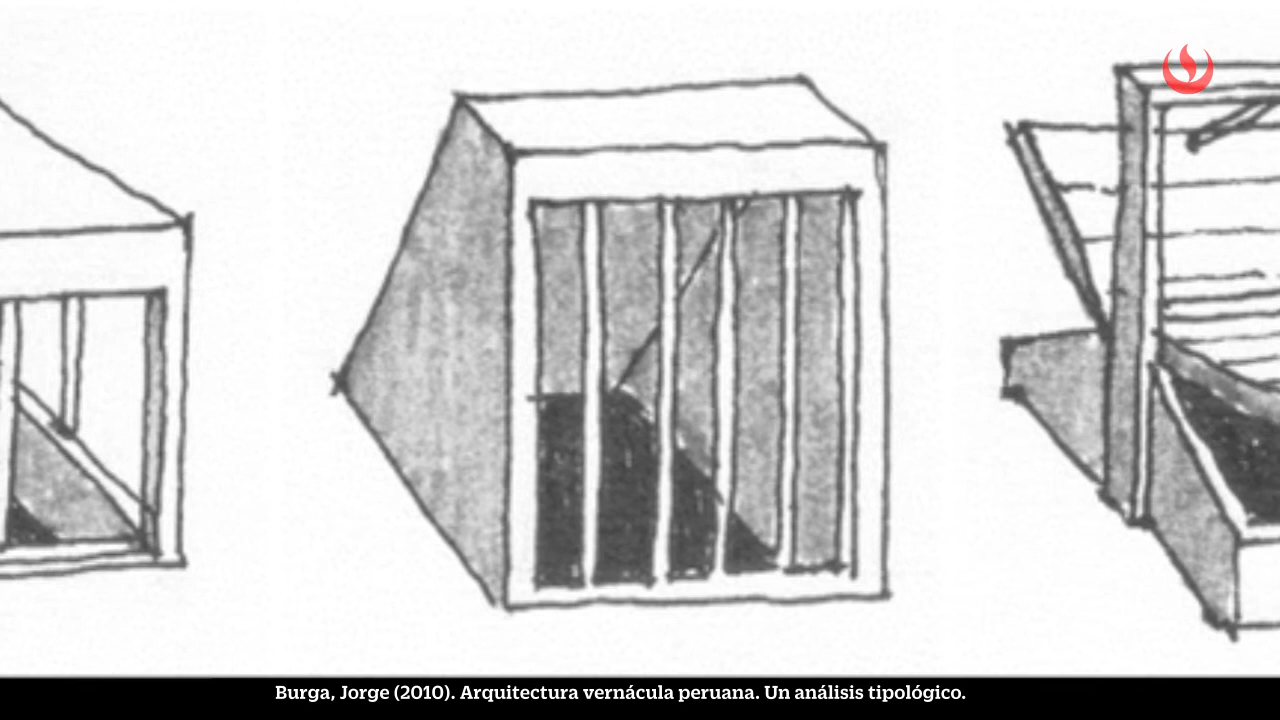 Burga, Jorge (2010). Arquitectura vernácula peruana. Un análisis tipológico.